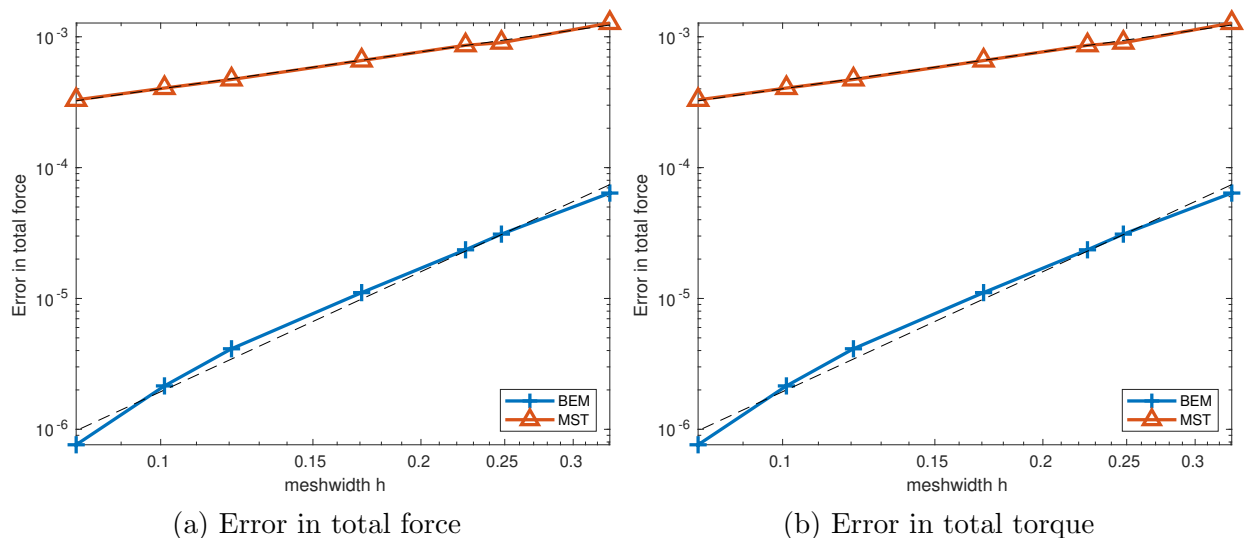 10^-3
10^-4
10^-5
10^-6
Error in total force
0.1
0.15
0.2
0.25
0.3
meshwidth h
BEM
MST
(a) Error in total force
10^-3
10^-4
10^-5
10^-6
Error in total force
0.1
0.15
0.2
0.25
0.3
meshwidth h
BEM
MST
(b) Error in total torque